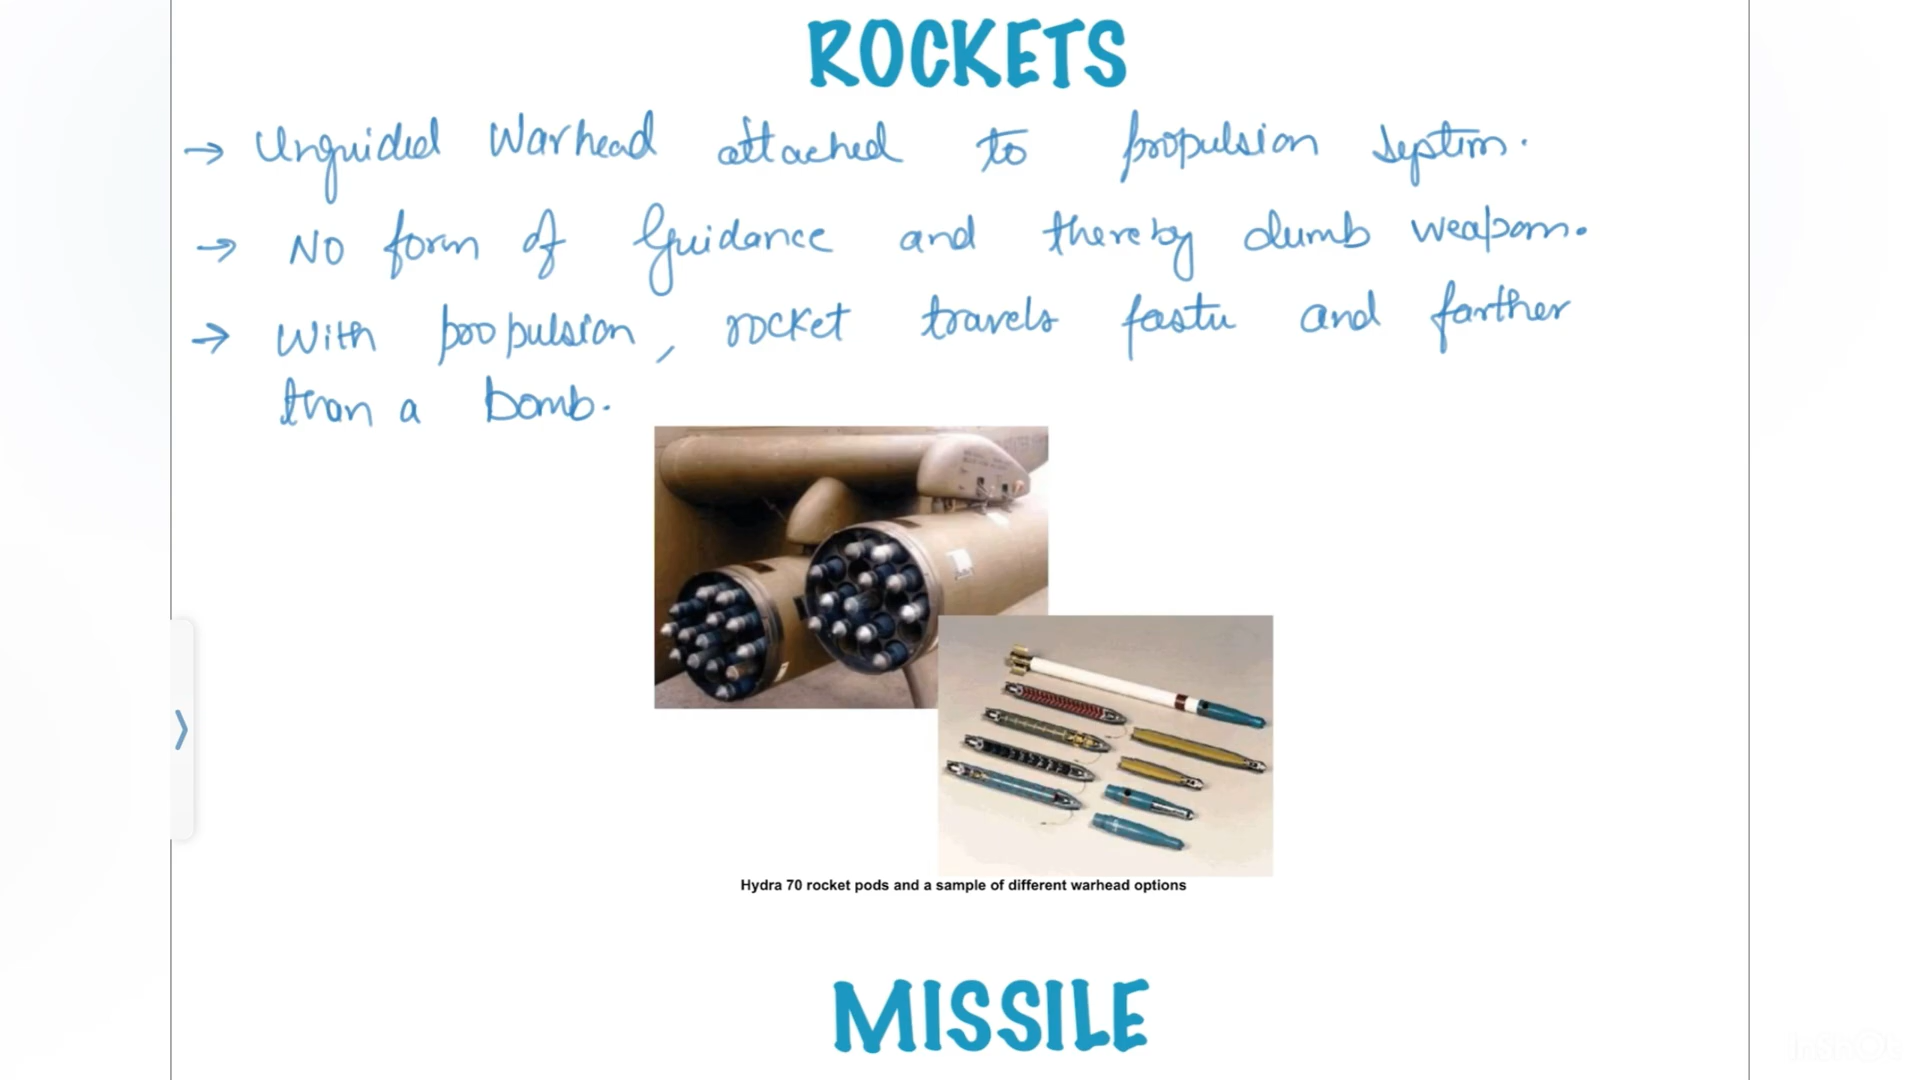 ROCKETS
→ Unguided Warhead attached to propulsion system.
→ NO form of Guidance and thereby dumb weapon.
→ With propulsion, rocket travels faster and farther
than a bomb.
Hydra 70 rocket pods and a sample of different warhead options
MISSILE